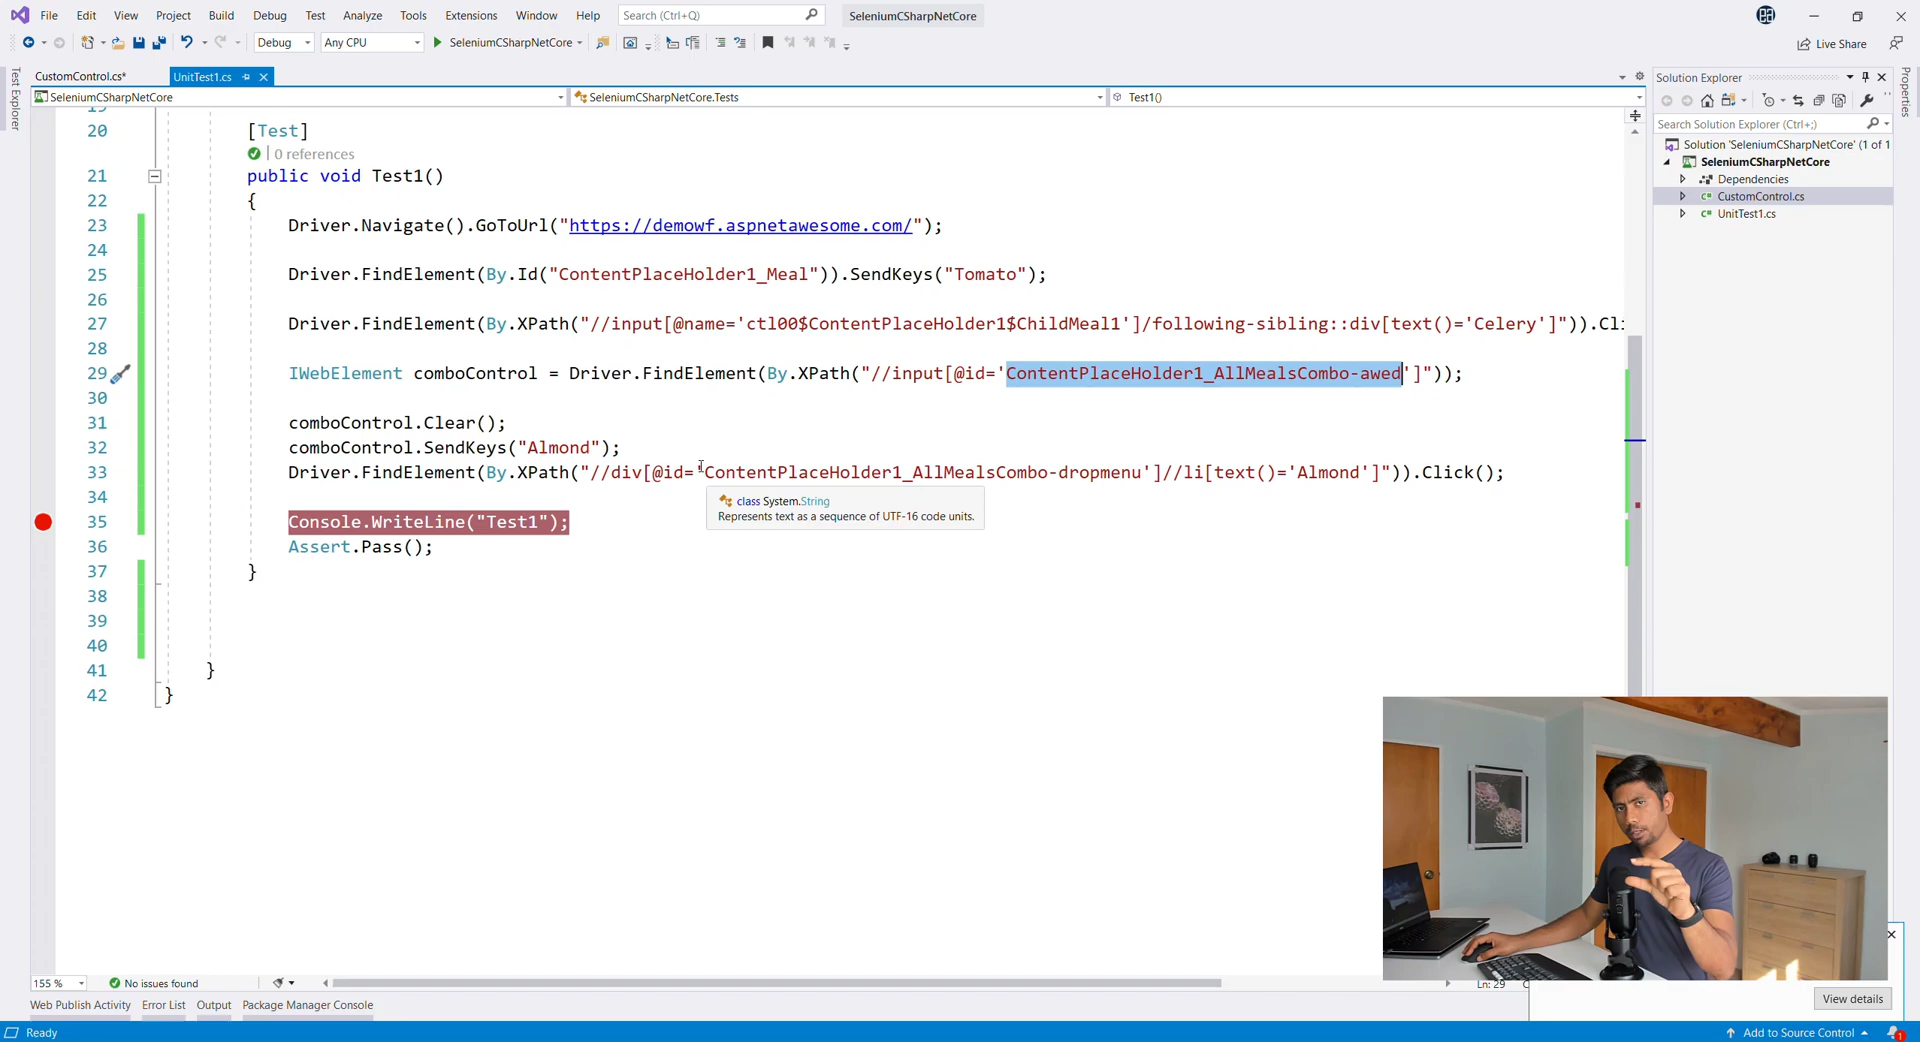 File Edit View Project Build Debug Test Analyze Tools Extensions Window Help Search (Ctrl+Q) SeleniumCSharpNetCore
Debug Any CPU SeleniumCSharpNetCore Live Share
CustomControl.cs* UnitTest1.cs
SeleniumCSharpNetCore SeleniumCSharpNetCore.Tests Test1()
Test Explorer
20 [Test]
0 references
21 public void Test1()
22 {
23 Driver.Navigate().GoToUrl("https://demowf.aspnetawesome.com/");
24
25 Driver.FindElement(By.Id("ContentPlaceHolder1_Meal")).SendKeys("Tomato");
26
27 Driver.FindElement(By.XPath("//input[@name='ctl00$ContentPlaceHolder1$ChildMeal1']/following-sibling::div[text()='Celery']")).Cl
28
29 IWebElement comboControl = Driver.FindElement(By.XPath("//input[@id='ContentPlaceHolder1_AllMealsCombo-awed']"));
30
31 comboControl.Clear();
32 comboControl.SendKeys("Almond");
33 Driver.FindElement(By.XPath("//div[@id='ContentPlaceHolder1_AllMealsCombo-dropmenu']//li[text()='Almond']")).Click();
34
class System.String
Represents text as a sequence of UTF-16 code units.
35 Console.WriteLine("Test1");
36 Assert.Pass();
37 }
38
39
40
41 }
42 }
Solution Explorer
Search Solution Explorer (Ctrl+;)
Solution 'SeleniumCSharpNetCore' (1 of 1
SeleniumCSharpNetCore
Dependencies
CustomControl.cs
UnitTest1.cs
Properties
155 % No issues found Ln: 29
View details
Web Publish Activity Error List Output Package Manager Console
Ready Add to Source Control 1